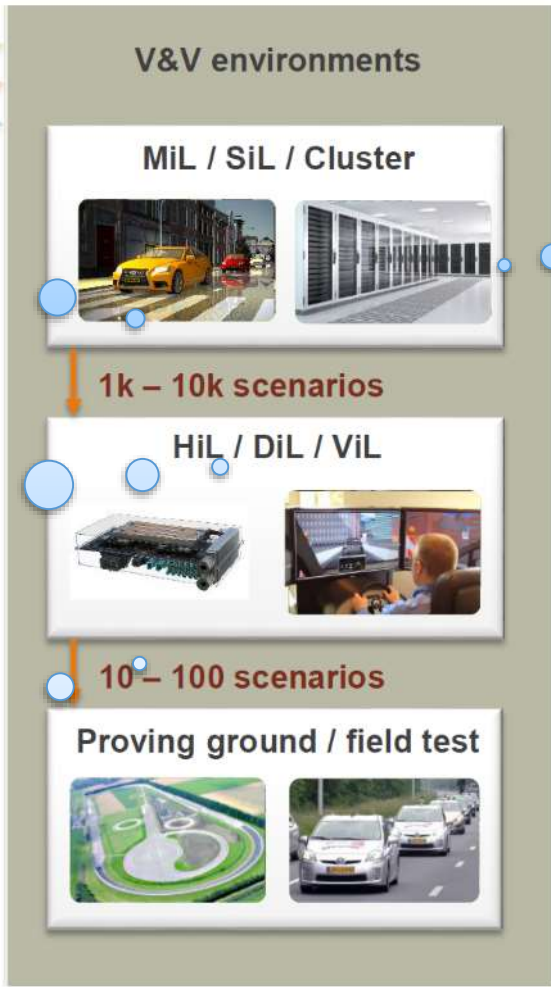 V&V environments
MiL / SiL / Cluster
1k – 10k scenarios
HiL / DiL / ViL
10 – 100 scenarios
Proving ground / field test